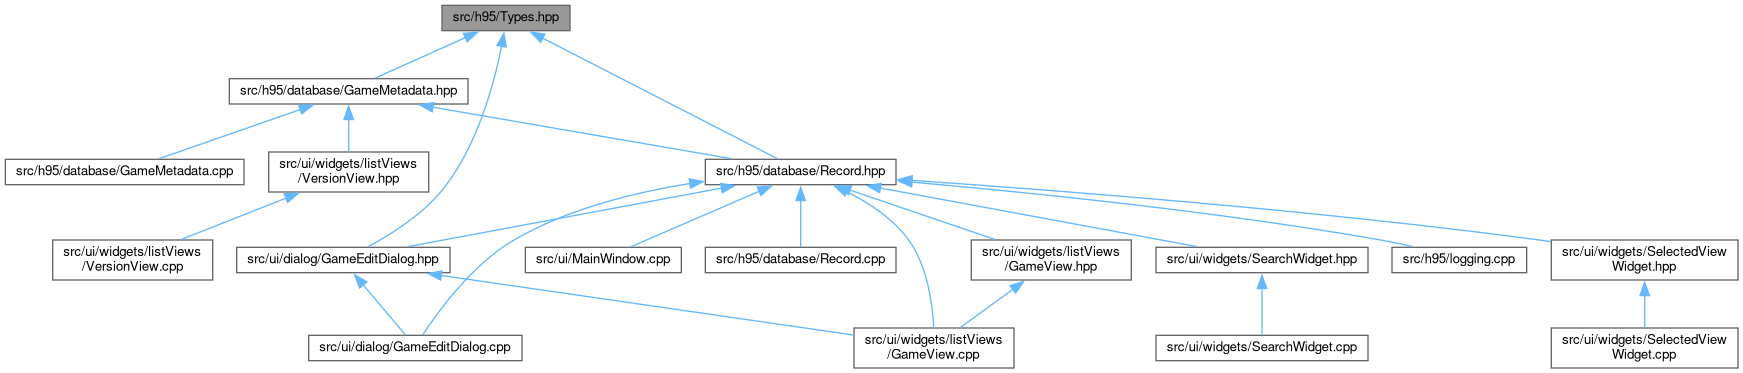 src/h95/Types.hpp
src/h95/database/GameMetadata.hpp
src/h95/database/GameMetadata.cpp
src/ui/widgets/listViews
/VersionView.hpp
src/h95/database/Record.hpp
src/ui/widgets/listViews
/VersionView.cpp
src/ui/dialog/GameEditDialog.hpp
src/ui/MainWindow.cpp
src/h95/database/Record.cpp
src/ui/widgets/listViews
/GameView.hpp
src/ui/widgets/SearchWidget.hpp
src/h95/logging.cpp
src/ui/widgets/SelectedView
Widget.hpp
src/ui/dialog/GameEditDialog.cpp
src/ui/widgets/listViews
/GameView.cpp
src/ui/widgets/SearchWidget.cpp
src/ui/widgets/SelectedView
Widget.cpp